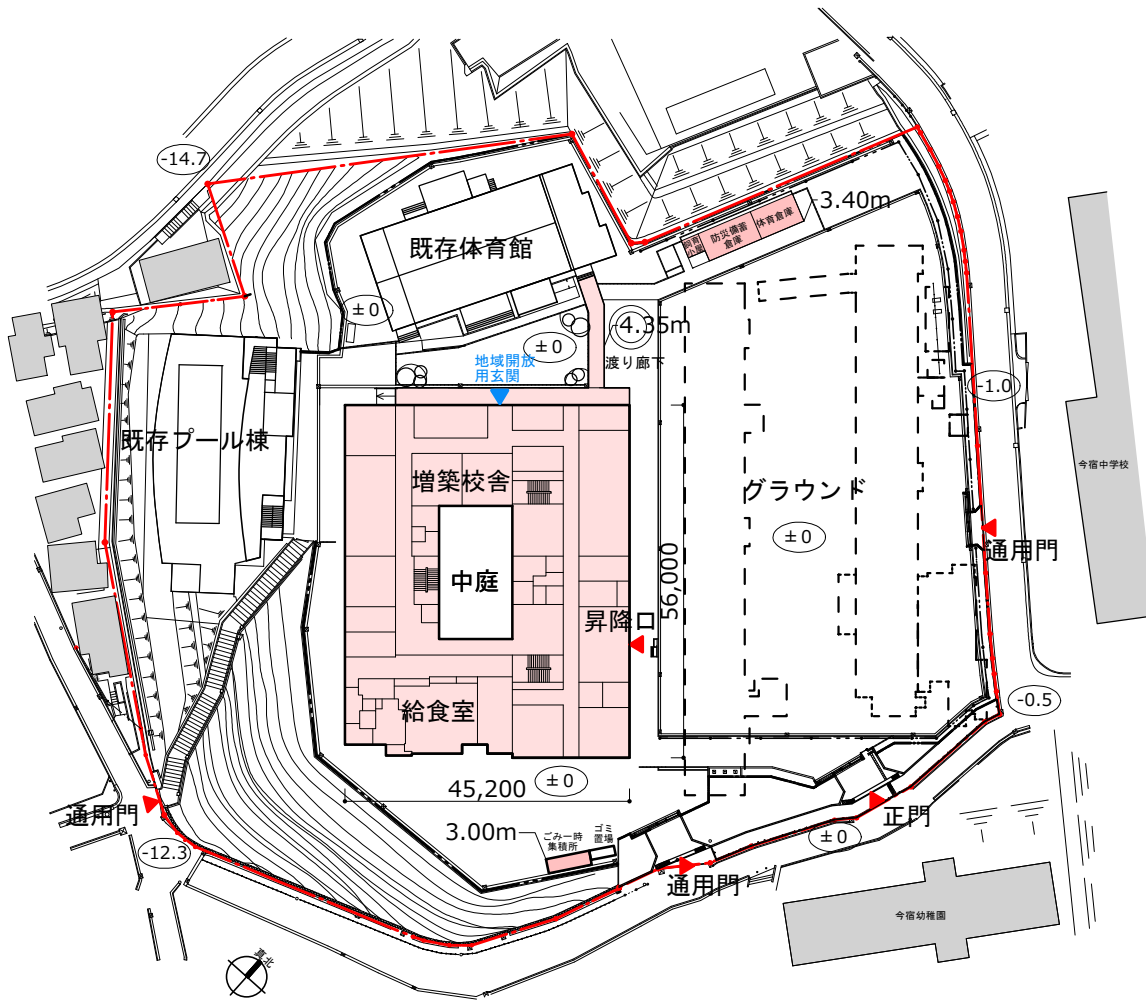 -14.7
3.40m
体育倉庫
防災備蓄
倉庫
飼育
小屋
既存体育館
±0
4.35m
±0
渡り廊下
地域開放
用玄関
-1.0
既存プール棟
増築校舎
グラウンド
±0
今宿中学校
通用門
中庭
56,000
昇降口
給食室
-0.5
45,200
±0
通用門
正門
±0
3.00m
ごみ一時
集積所
ゴミ
置場
-12.3
通用門
今宿幼稚園
真北